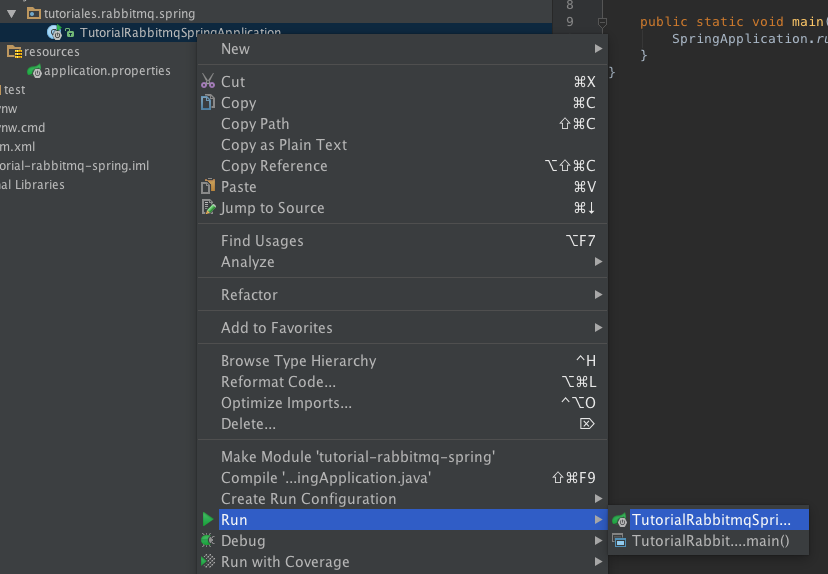 tutoriales.rabbitmq.spring
TutorialRabbitmqSpringApplication
resources
application.properties
test
nw
nw.cmd
m.xml
orial-rabbitmq-spring.iml
al Libraries
8
9
public static void main(
SpringApplication.ru
}
}
New
Cut ⌘X
Copy ⌘C
Copy Path ⇧⌘C
Copy as Plain Text
Copy Reference ⌥⇧⌘C
Paste ⌘V
Jump to Source ⌘↓
Find Usages ⌥F7
Analyze
Refactor
Add to Favorites
Browse Type Hierarchy ^H
Reformat Code... ⌥⌘L
Optimize Imports... ^⌥O
Delete... ⌦
Make Module 'tutorial-rabbitmq-spring'
Compile '...ingApplication.java' ⇧⌘F9
Create Run Configuration
Run
TutorialRabbitmqSpri...
Debug
TutorialRabbit....main()
Run with Coverage